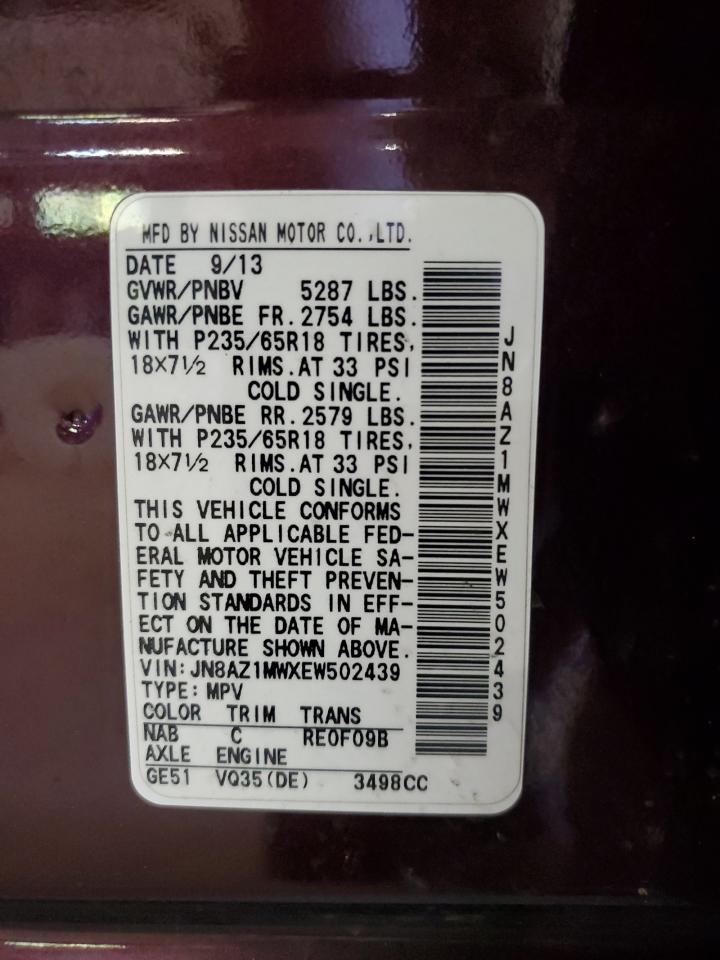 MFD BY NISSAN MOTOR CO.,LTD.
DATE 9/13
GVWR/PNBV 5287 LBS.
GAWR/PNBE FR.2754 LBS.
WITH P235/65R18 TIRES,
18X7½ RIMS.AT 33 PSI
COLD SINGLE.
GAWR/PNBE RR.2579 LBS.
WITH P235/65R18 TIRES,
18X7½ RIMS.AT 33 PSI
COLD SINGLE.
THIS VEHICLE CONFORMS
TO ALL APPLICABLE FED-
ERAL MOTOR VEHICLE SA-
FETY AND THEFT PREVEN-
TION STANDARDS IN EFF-
ECT ON THE DATE OF MA-
NUFACTURE SHOWN ABOVE.
VIN:JN8AZ1MWXEW502439
TYPE:MPV
COLOR TRIM TRANS
NAB C RE0F09B
AXLE ENGINE
GE51 VQ35(DE) 3498CC
JN8AZ1MWXEW502439